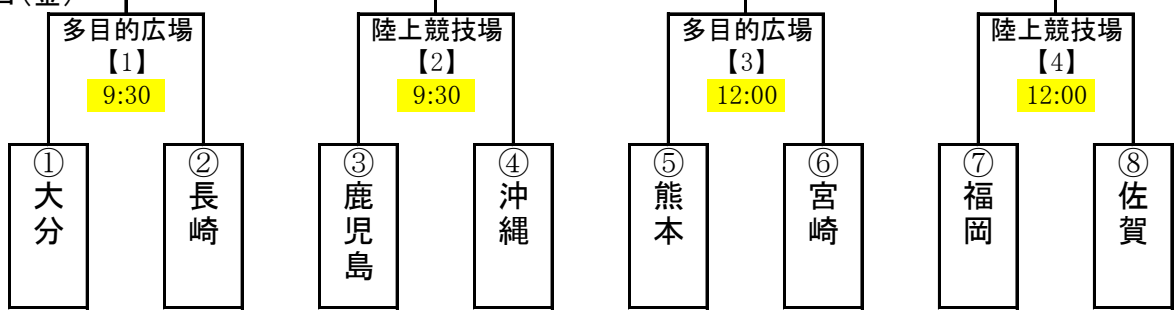 (金)
多目的広場
【1】
9:30
陸上競技場
【2】
9:30
多目的広場
【3】
12:00
陸上競技場
【4】
12:00
①大分
②長崎
③鹿児島
④沖縄
⑤熊本
⑥宮崎
⑦福岡
⑧佐賀